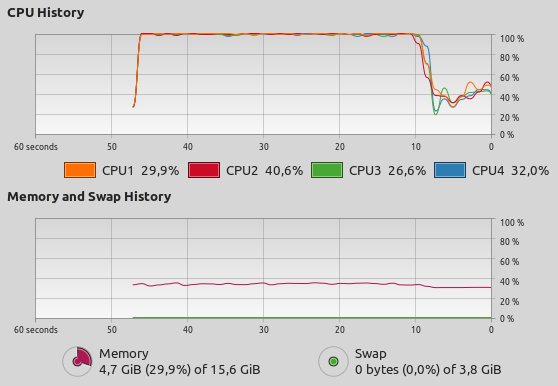 CPU History
100 %
80 %
60 %
40 %
20 %
0 %
60 seconds 50 40 30 20 10 0
CPU1 29,9% CPU2 40,6% CPU3 26,6% CPU4 32,0%
Memory and Swap History
100 %
80 %
60 %
40 %
20 %
0 %
60 seconds 50 40 30 20 10 0
Memory Swap
4,7 GiB (29,9%) of 15,6 GiB 0 bytes (0,0%) of 3,8 GiB